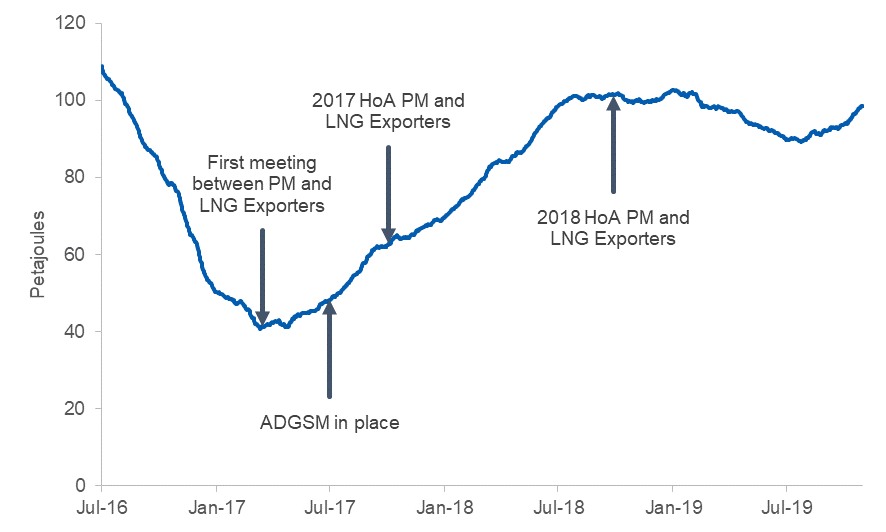 120
100
80
60
40
20
0
Petajoules
2017 HoA PM and
LNG Exporters
First meeting
between PM and
LNG Exporters
2018 HoA PM and
LNG Exporters
ADGSM in place
Jul-16
Jan-17
Jul-17
Jan-18
Jul-18
Jan-19
Jul-19